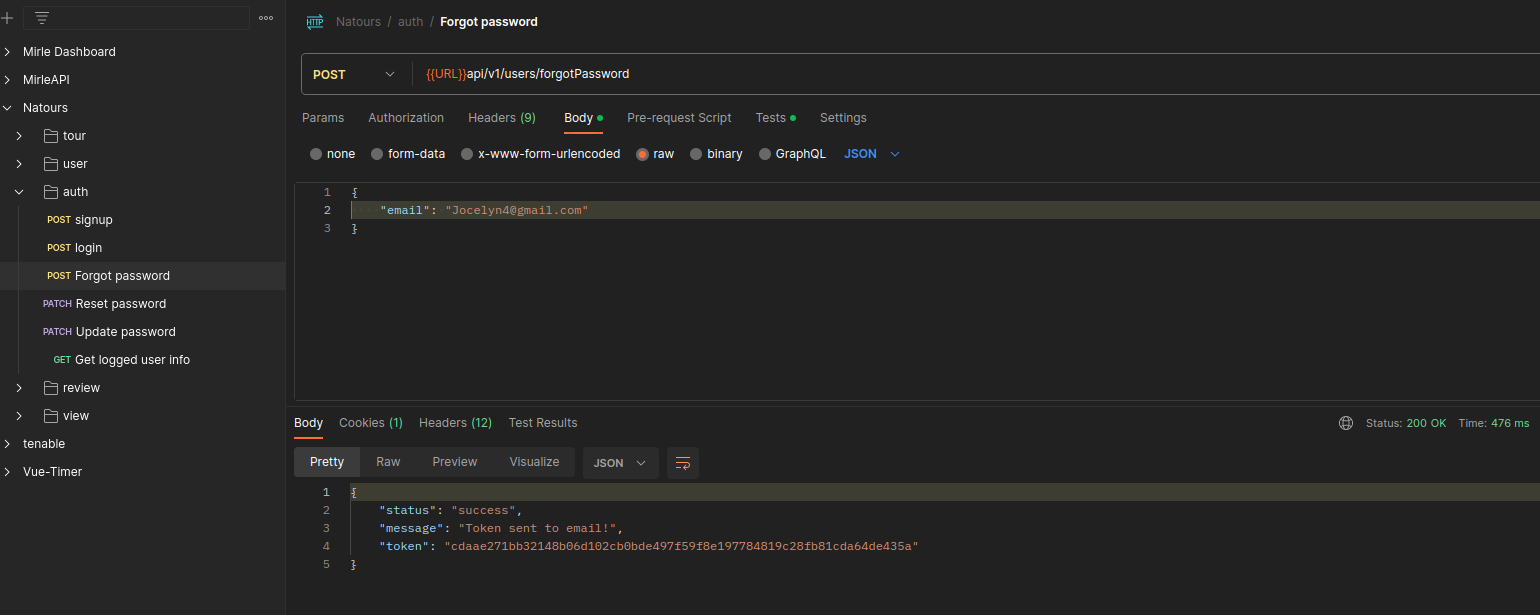 Natours / auth / Forgot password
Mirle Dashboard
MirleAPI
Natours
tour
user
auth
POST signup
POST login
POST Forgot password
PATCH Reset password
PATCH Update password
GET Get logged user info
review
view
tenable
Vue-Timer
HTTP
POST {{URL}}api/v1/users/forgotPassword
Params Authorization Headers (9) Body Pre-request Script Tests Settings
none form-data x-www-form-urlencoded raw binary GraphQL JSON
1 {
2 "email": "Jocelyn4@gmail.com"
3 }
Body Cookies (1) Headers (12) Test Results Status: 200 OK Time: 476 ms
Pretty Raw Preview Visualize JSON
1 {
2 "status": "success",
3 "message": "Token sent to email!",
4 "token": "cdaae271bb32148b06d102cb0bde497f59f8e197784819c28fb81cda64de435a"
5 }